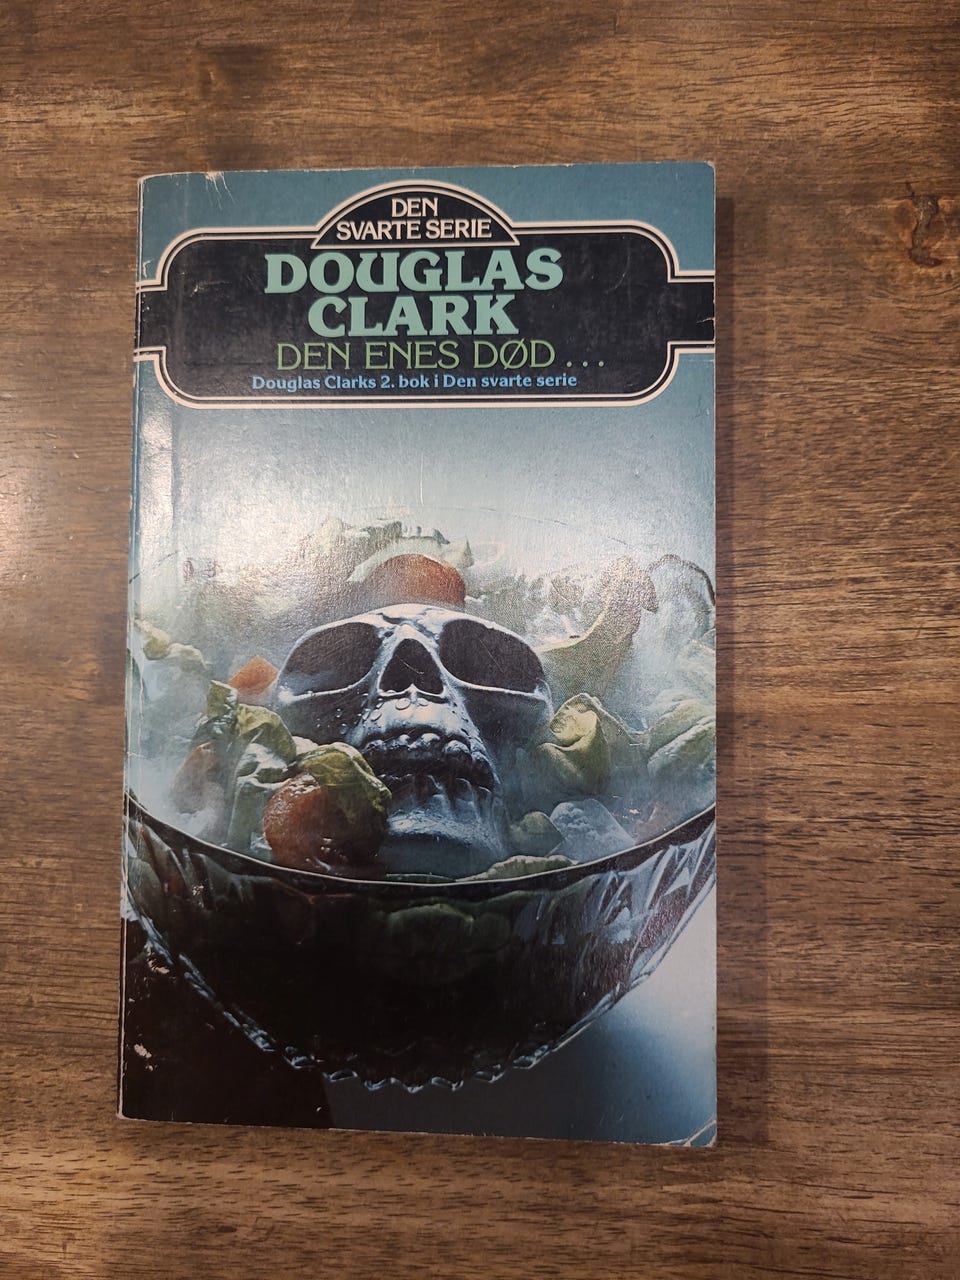 DEN
SVARTE SERIE
DOUGLAS
CLARK
DEN ENES DØD...
Douglas Clarks 2. bok i Den svarte serie